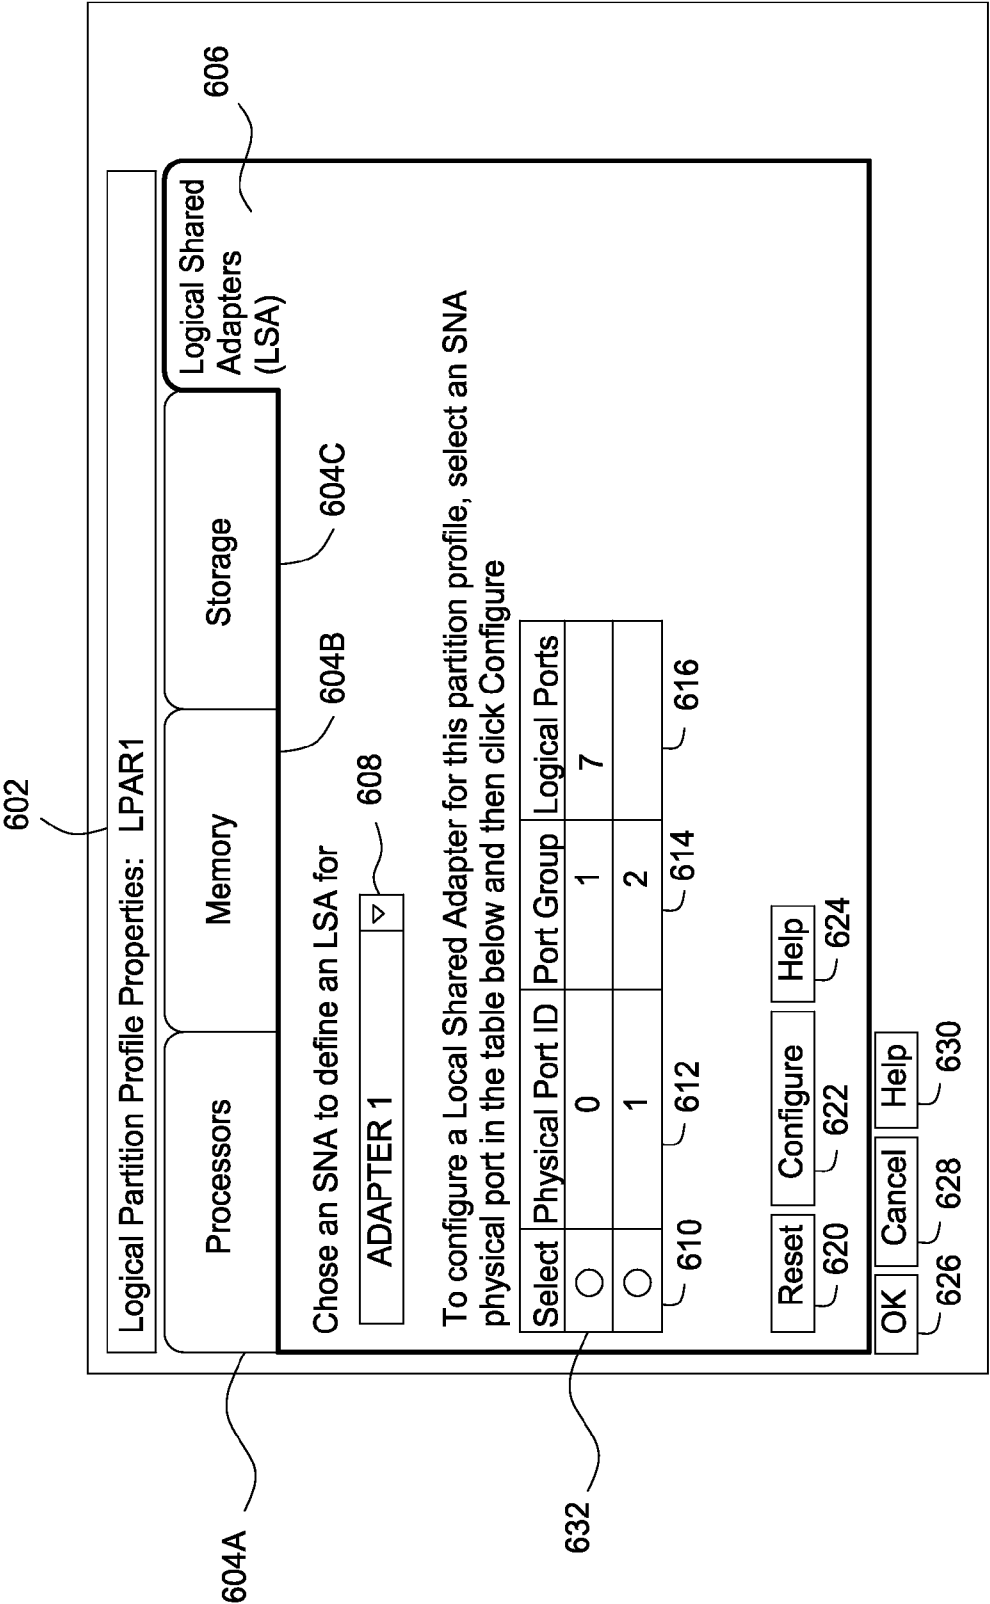 602
Logical Partition Profile Properties: LPAR1
606
Processors
Memory
Storage
Logical Shared
Adapters
(LSA)
604A
604B
604C
Chose an SNA to define an LSA for
ADAPTER 1
608
To configure a Local Shared Adapter for this partition profile, select an SNA
physical port in the table below and then click Configure
Select Physical Port ID Port Group Logical Ports
0 1 7
1 2
632
610 612 614 616
Reset Configure Help
620 622 624
OK Cancel Help
626 628 630